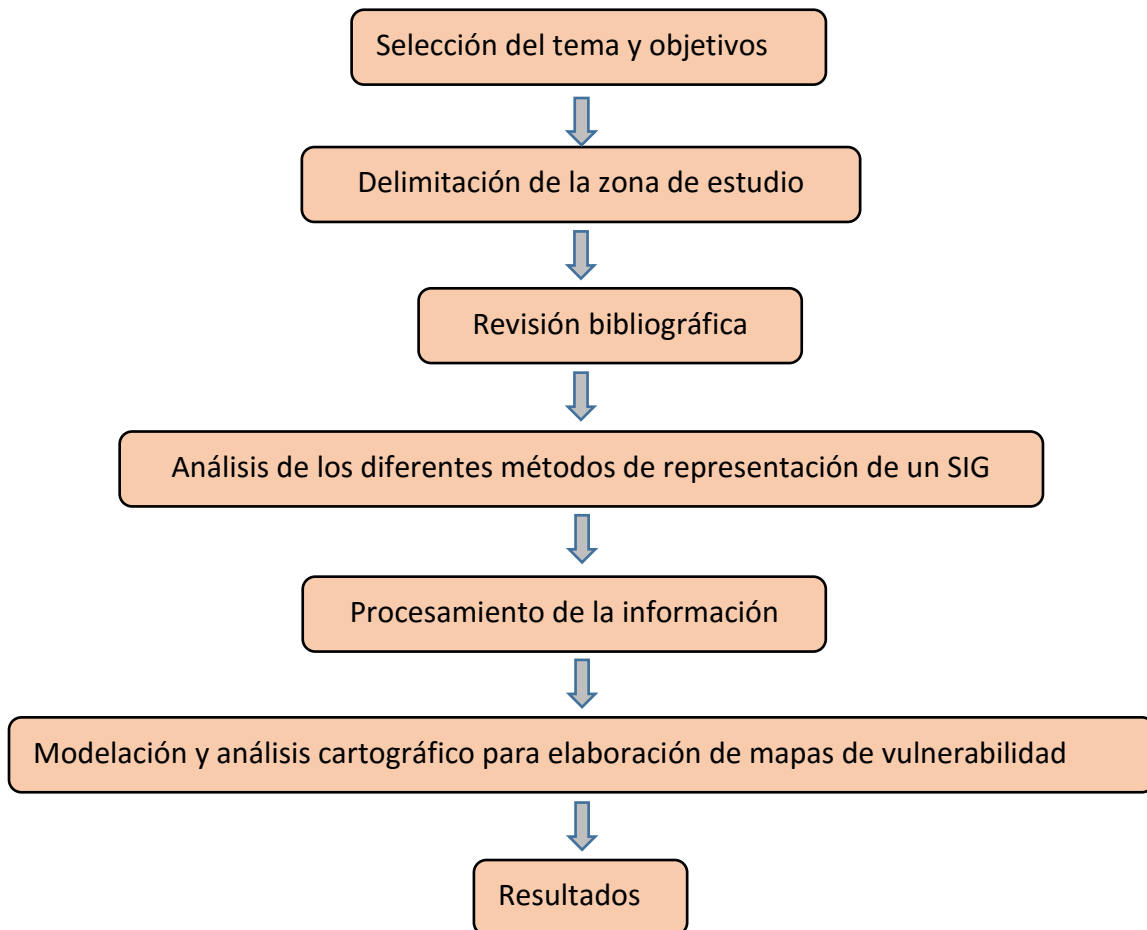 Selección del tema y objetivos
Delimitación de la zona de estudio
Revisión bibliográfica
Análisis de los diferentes métodos de representación de un SIG
Procesamiento de la información
Modelación y análisis cartográfico para elaboración de mapas de vulnerabilidad
Resultados